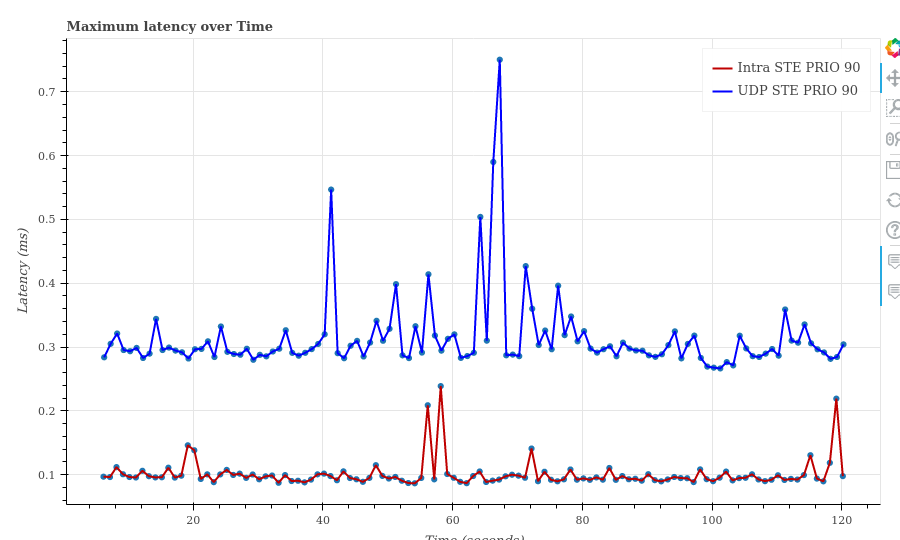 Maximum latency over Time
Intra STE PRIO 90
UDP STE PRIO 90
Latency (ms)
0.7
0.6
0.5
0.4
0.3
0.2
0.1
20
40
60
80
100
120
Time (seconds)